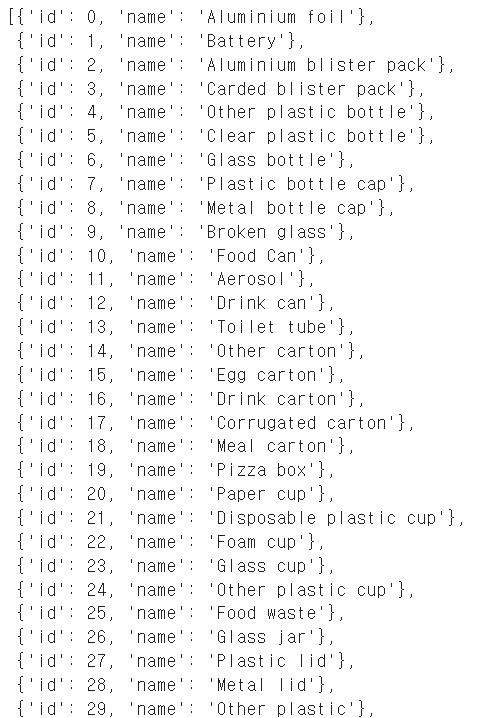 [{'id': 0, 'name': 'Aluminium foil'},
{'id': 1, 'name': 'Battery'},
{'id': 2, 'name': 'Aluminium blister pack'},
{'id': 3, 'name': 'Carded blister pack'},
{'id': 4, 'name': 'Other plastic bottle'},
{'id': 5, 'name': 'Clear plastic bottle'},
{'id': 6, 'name': 'Glass bottle'},
{'id': 7, 'name': 'Plastic bottle cap'},
{'id': 8, 'name': 'Metal bottle cap'},
{'id': 9, 'name': 'Broken glass'},
{'id': 10, 'name': 'Food Can'},
{'id': 11, 'name': 'Aerosol'},
{'id': 12, 'name': 'Drink can'},
{'id': 13, 'name': 'Toilet tube'},
{'id': 14, 'name': 'Other carton'},
{'id': 15, 'name': 'Egg carton'},
{'id': 16, 'name': 'Drink carton'},
{'id': 17, 'name': 'Corrugated carton'},
{'id': 18, 'name': 'Meal carton'},
{'id': 19, 'name': 'Pizza box'},
{'id': 20, 'name': 'Paper cup'},
{'id': 21, 'name': 'Disposable plastic cup'},
{'id': 22, 'name': 'Foam cup'},
{'id': 23, 'name': 'Glass cup'},
{'id': 24, 'name': 'Other plastic cup'},
{'id': 25, 'name': 'Food waste'},
{'id': 26, 'name': 'Glass jar'},
{'id': 27, 'name': 'Plastic lid'},
{'id': 28, 'name': 'Metal lid'},
{'id': 29, 'name': 'Other plastic'},